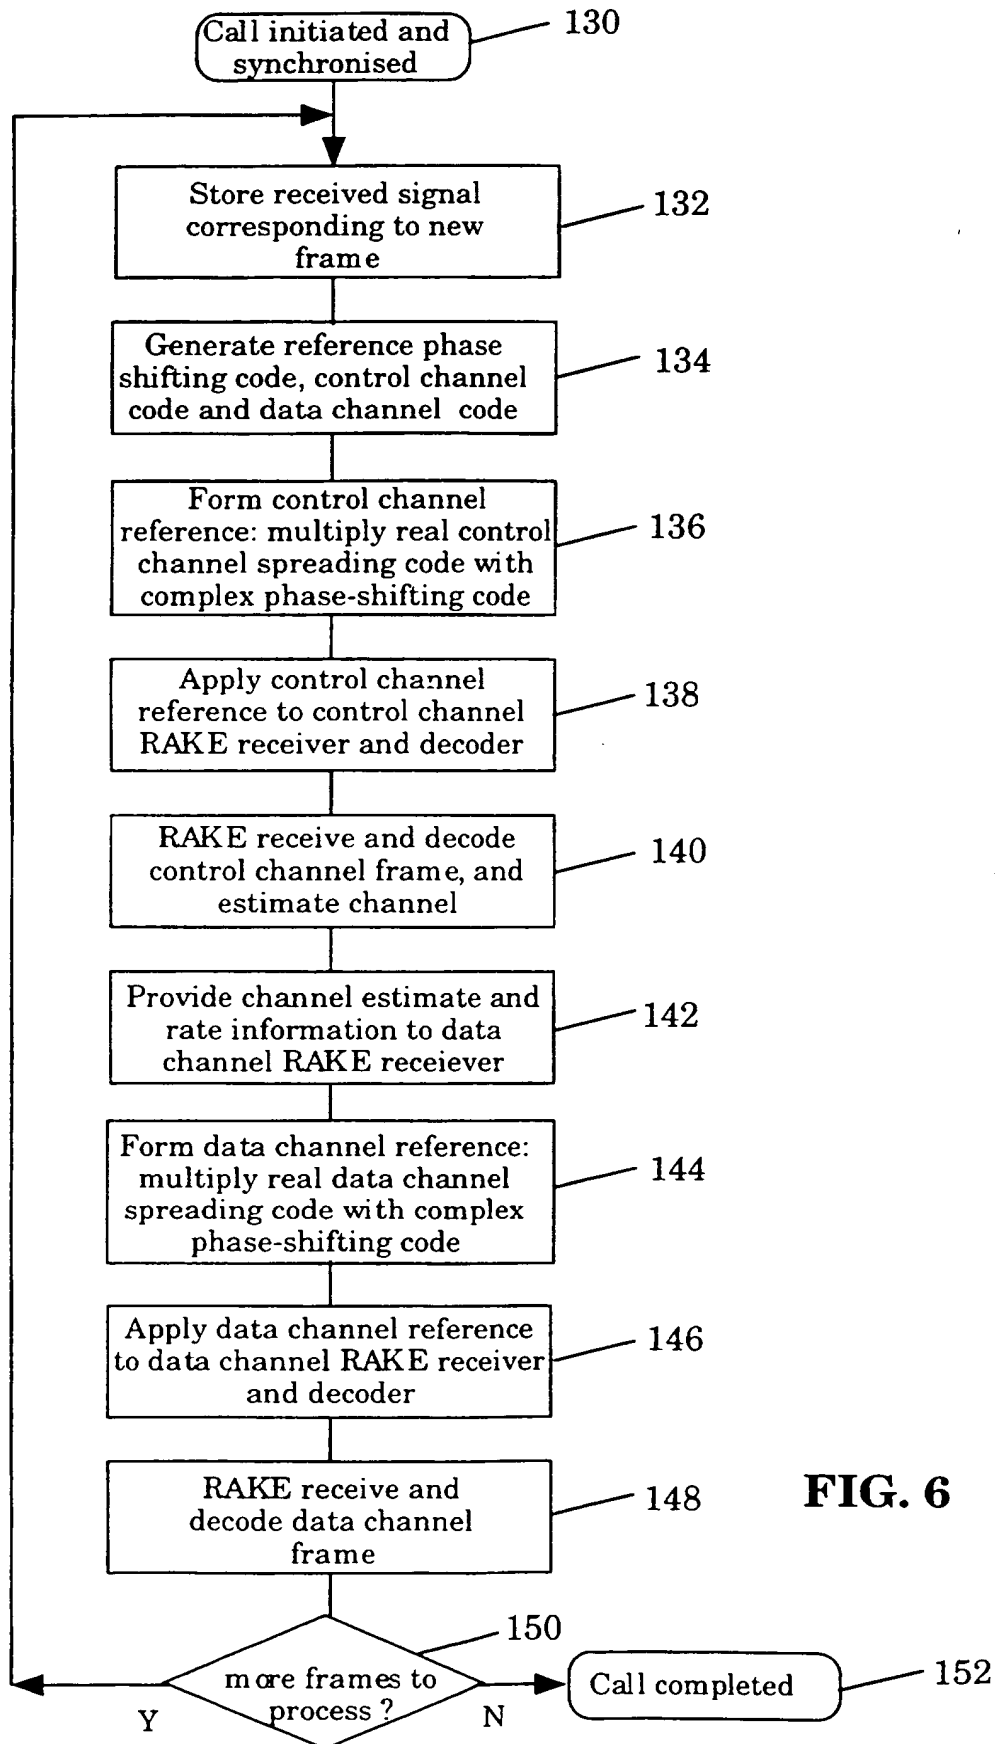 Call initiated and
synchronised
130
Store received signal
corresponding to new
frame
132
Generate reference phase
shifting code, control channel
code and data channel code
134
Form control channel
reference: multiply real control
channel spreading code with
complex phase-shifting code
136
Apply control channel
reference to control channel
RAKE receiver and decoder
138
RAKE receive and decode
control channel frame, and
estimate channel
140
Provide channel estimate and
rate information to data
channel RAKE receiever
142
Form data channel reference:
multiply real data channel
spreading code with complex
phase-shifting code
144
Apply data channel reference
to data channel RAKE receiver
and decoder
146
RAKE receive and
decode data channel
frame
148
FIG. 6
more frames to
process ?
150
Y
N
Call completed
152